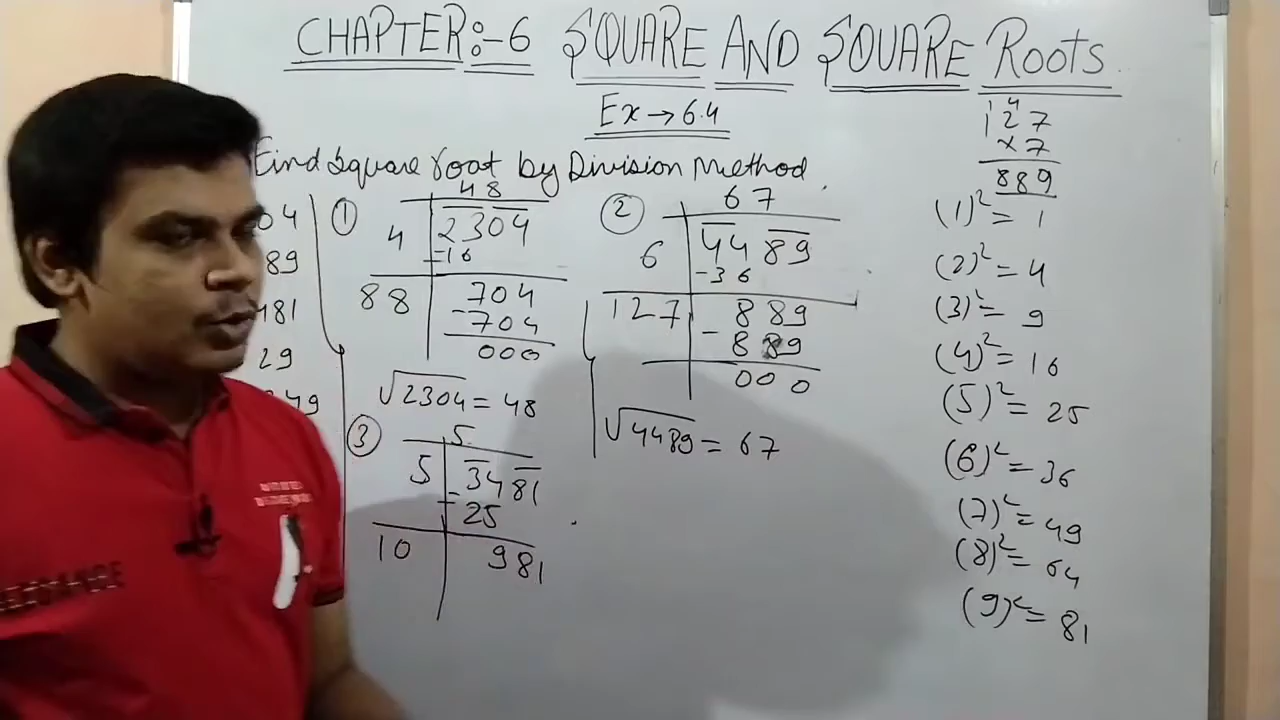 CHAPTER:-6 SQUARE AND SQUARE Roots
Ex → 6.4
Find Square root by Division Method
04
89
481
29
249
① 48
4 2304
-16
88 704
-704
000
√2304 = 48
② 67
6 4489
-36
127 889
-889
000
√4489 = 67
③ 5
5 3481
-25
10 981
1 4
127
×7
889
(1)² = 1
(2)² = 4
(3)² = 9
(4)² = 16
(5)² = 25
(6)² = 36
(7)² = 49
(8)² = 64
(9)² = 81